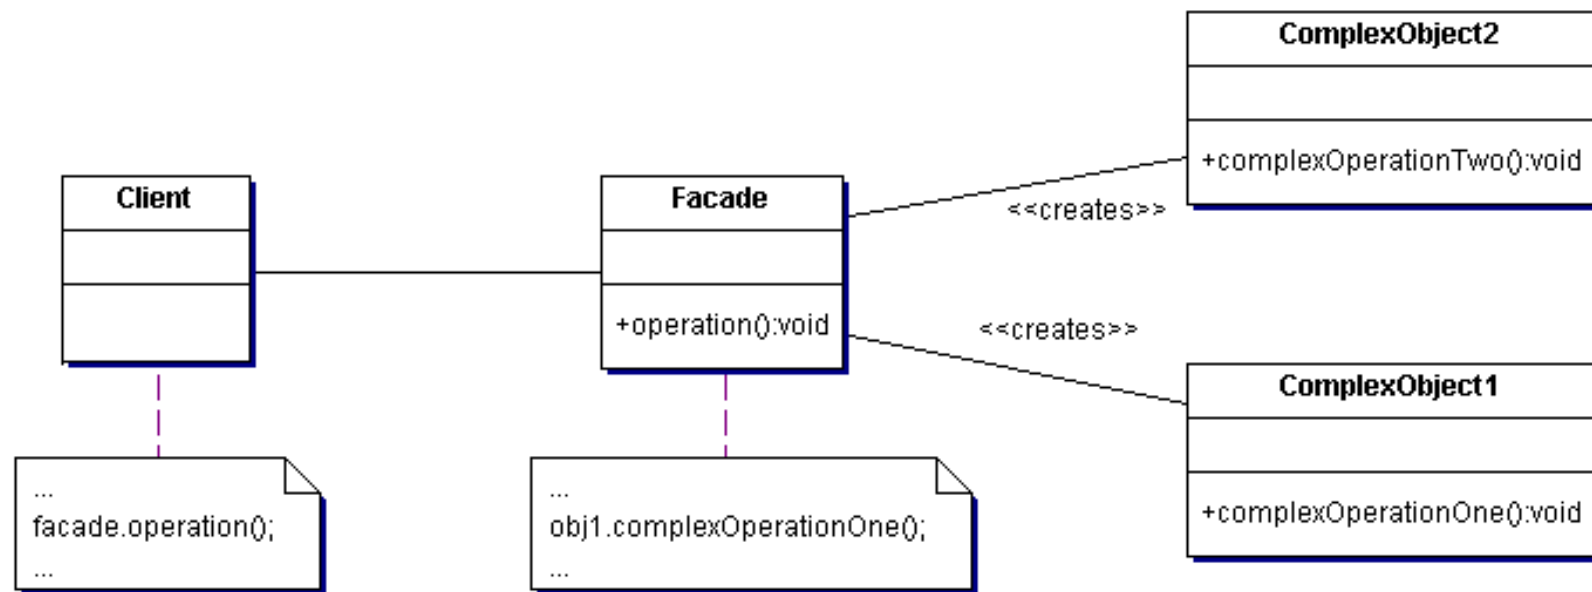 ComplexObject2
+complexOperationTwo():void
Client
Facade
<<creates>>
+operation():void
<<creates>>
ComplexObject1
...
facade.operation();
...
...
obj1.complexOperationOne();
...
+complexOperationOne():void